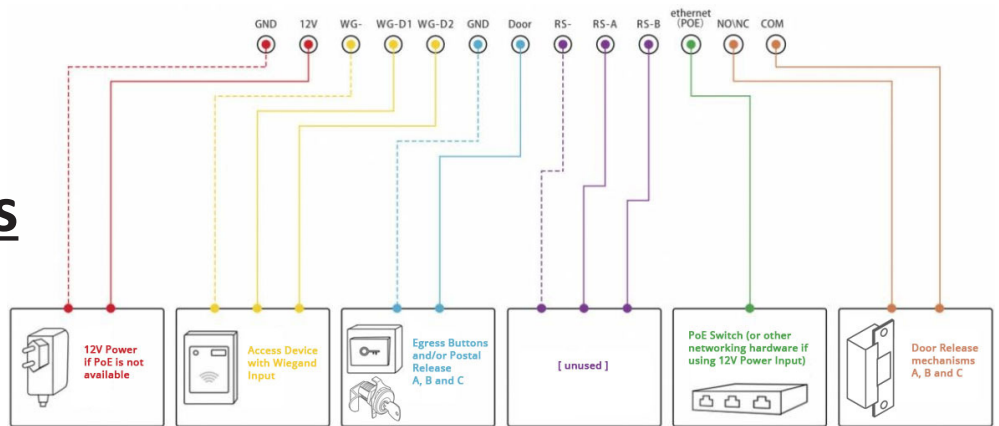 ethernet
GND 12V WG- WG-D1 WG-D2 GND Door RS- RS-A RS-B (POE) NO\NC COM
S
12V Power
if PoE is not
available
Access Device
with Wiegand
Input
Egress Buttons
and/or Postal
Release
A, B and C
[ unused ]
PoE Switch (or other
networking hardware if
using 12V Power Input)
Door Release
mechanisms
A, B and C